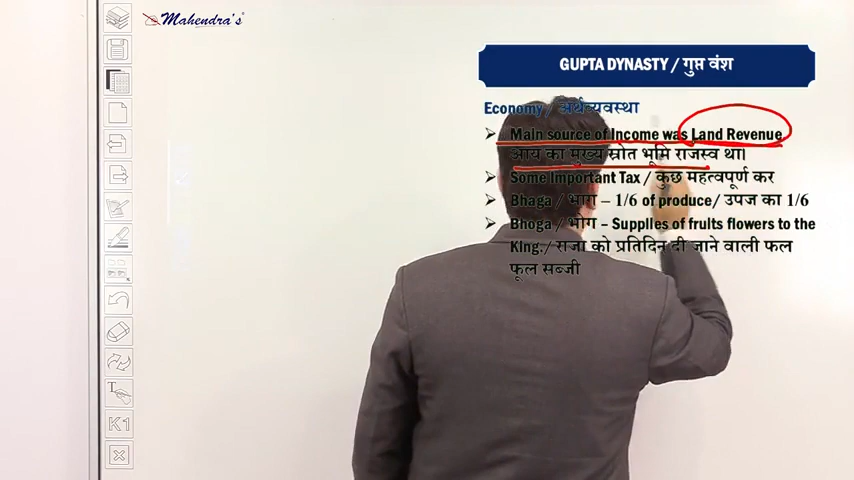 Mahendra's
GUPTA DYNASTY / गुप्त वंश
Economy / अर्थव्यवस्था
Main source of Income was Land Revenue
आय का मुख्य स्रोत भूमि राजस्व था।
Some Important Tax / कुछ महत्वपूर्ण कर
Bhaga / भाग – 1/6 of produce/ उपज का 1/6
Bhoga / भोग – Supplies of fruits flowers to the
King./ राजा को प्रतिदिन दी जाने वाली फल
फूल सब्जी
T
K1